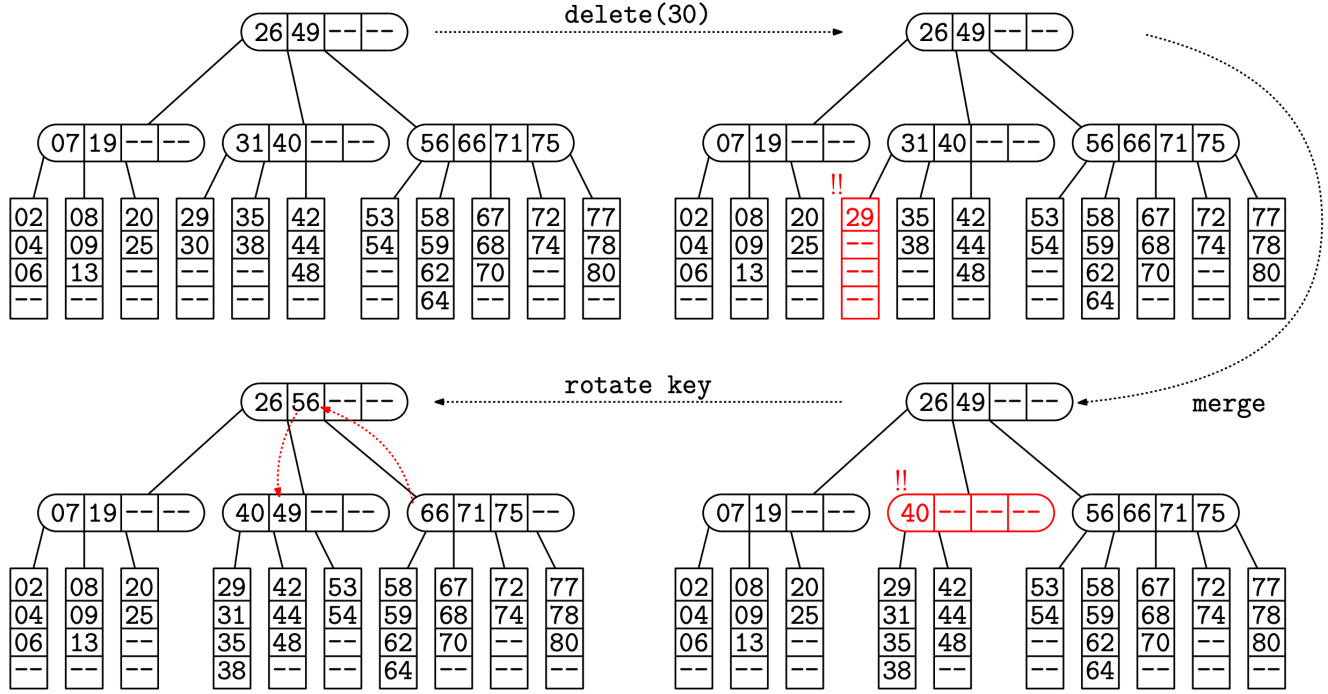 delete(30)
26 49 -- --
26 49 -- --
07 19 -- --
31 40 -- --
56 66 71 75
07 19 -- --
31 40 -- --
56 66 71 75
!!
02 08 20 29 35 42 53 58 67 72 77
04 09 25 30 38 44 54 59 68 74 78
06 13 -- -- -- 48 -- 62 70 -- 80
-- -- -- -- -- -- -- 64 -- -- --
02 08 20 29 35 42 53 58 67 72 77
04 09 25 -- 38 44 54 59 68 74 78
06 13 -- -- -- 48 -- 62 70 -- 80
-- -- -- -- -- -- -- 64 -- -- --
rotate key
merge
26 56 -- --
26 49 -- --
!!
07 19 -- --
40 49 -- --
66 71 75 --
07 19 -- --
40 -- -- --
56 66 71 75
02 08 20 29 42 53 58 67 72 77
04 09 25 31 44 54 59 68 74 78
06 13 -- 35 48 -- 62 70 -- 80
-- -- -- 38 -- -- 64 -- -- --
02 08 20 29 42 53 58 67 72 77
04 09 25 31 44 54 59 68 74 78
06 13 -- 35 48 -- 62 70 -- 80
-- -- -- 38 -- -- 64 -- -- --